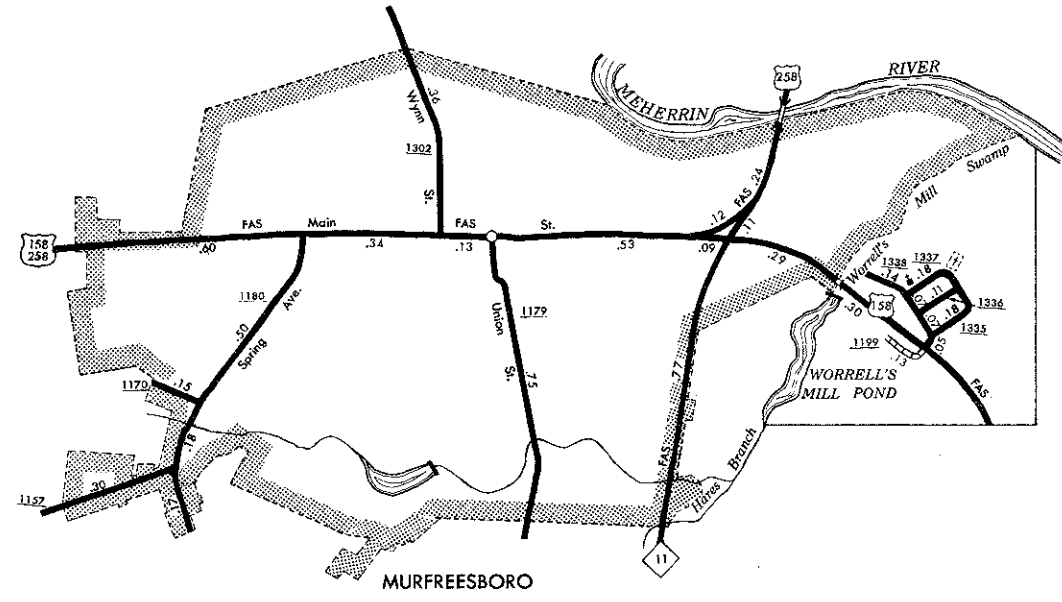 258
RIVER
MEHERRIN
.36
Wynn
1302
St.
Swamp
Mill
Worrell's
.24
FAS
.12
.11
158
258
FAS
Main
FAS
St.
.60
.34
.13
.53
.09
.29
1338
1337
.14
.18
.11
.07
.18
.07
1336
1335
.05
158
.30
1199
.13
WORRELL'S
MILL POND
FAS
1180
Ave.
.50
Spring
1179
Union
St.
.75
.77
FAS
1170
.15
.18
Hares
Branch
1157
.30
.12
11
MURFREESBORO